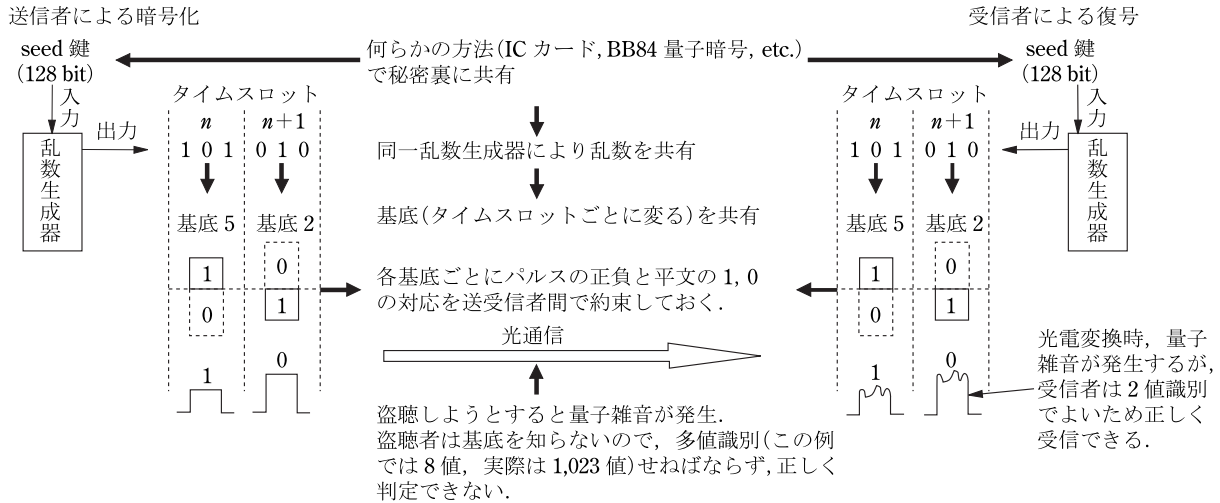 送信者による暗号化
seed 鍵
(128 bit)
入力
出力
乱数生成器
タイムスロット
n n+1
1 0 1 0 1 0
基底 5 基底 2
1 0
0 1
1 0
何らかの方法(IC カード, BB84 量子暗号, etc.)
で秘密裏に共有
同一乱数生成器により乱数を共有
基底(タイムスロットごとに変る)を共有
各基底ごとにパルスの正負と平文の 1, 0
の対応を送受信者間で約束しておく.
光通信
盗聴しようとすると量子雑音が発生.
盗聴者は基底を知らないので, 多値識別(この例
では 8 値, 実際は 1,023 値)せねばならず, 正しく
判定できない.
受信者による復号
seed 鍵
(128 bit)
入力
出力
乱数生成器
タイムスロット
n n+1
1 0 1 0 1 0
基底 5 基底 2
1 0
0 1
1 0
光電変換時, 量子
雑音が発生するが,
受信者は 2 値識別
でよいため正しく
受信できる.